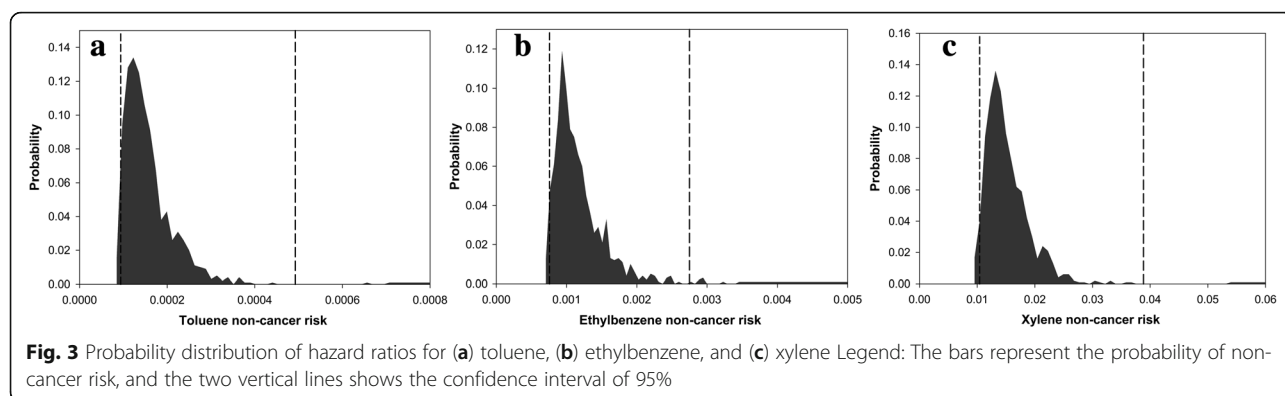 a
0.14
0.12
0.10
0.08
0.06
0.04
0.02
0.00
Probability
0.0000 0.0002 0.0004 0.0006 0.0008
Toluene non-cancer risk
b
0.12
0.10
0.08
0.06
0.04
0.02
0.00
Probability
0.000 0.001 0.002 0.003 0.004 0.005
Ethylbenzene non-cancer risk
c
0.16
0.14
0.12
0.10
0.08
0.06
0.04
0.02
0.00
Probability
0.00 0.01 0.02 0.03 0.04 0.05 0.06
Xylene non-cancer risk
Fig. 3 Probability distribution of hazard ratios for (a) toluene, (b) ethylbenzene, and (c) xylene Legend: The bars represent the probability of non-
cancer risk, and the two vertical lines shows the confidence interval of 95%